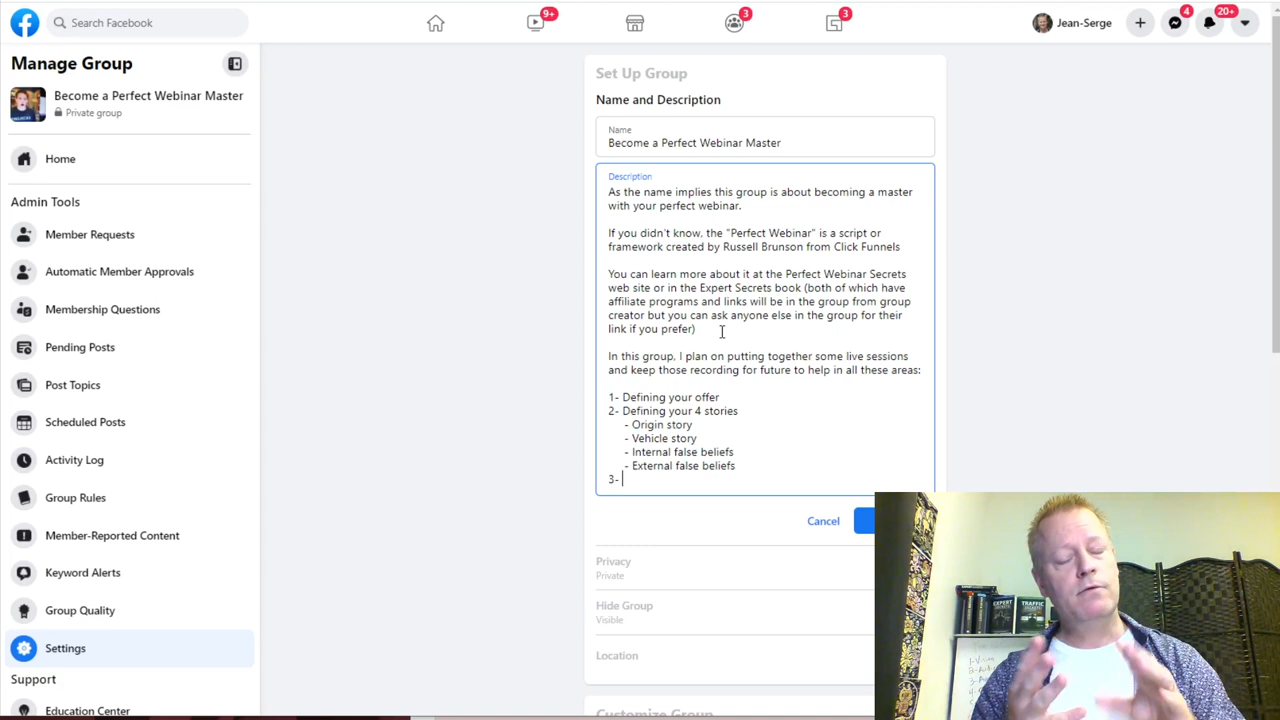 Search Facebook
9+
3
3
Jean-Serge
4
20+
Manage Group
Become a Perfect Webinar Master
Private group
Home
Admin Tools
Member Requests
Automatic Member Approvals
Membership Questions
Pending Posts
Post Topics
Scheduled Posts
Activity Log
Group Rules
Member-Reported Content
Keyword Alerts
Group Quality
Settings
Support
Education Center
Set Up Group
Name and Description
Name
Become a Perfect Webinar Master
Description
As the name implies this group is about becoming a master
with your perfect webinar.
If you didn't know, the "Perfect Webinar" is a script or
framework created by Russell Brunson from Click Funnels
You can learn more about it at the Perfect Webinar Secrets
web site or in the Expert Secrets book (both of which have
affiliate programs and links will be in the group from group
creator but you can ask anyone else in the group for their
link if you prefer)
In this group, I plan on putting together some live sessions
and keep those recording for future to help in all these areas:
1- Defining your offer
2- Defining your 4 stories
- Origin story
- Vehicle story
- Internal false beliefs
- External false beliefs
3-
Cancel
Privacy
Private
Hide Group
Visible
Location
Customize Group
EXPERT
SECRETS
TRAFFIC
SECRETS